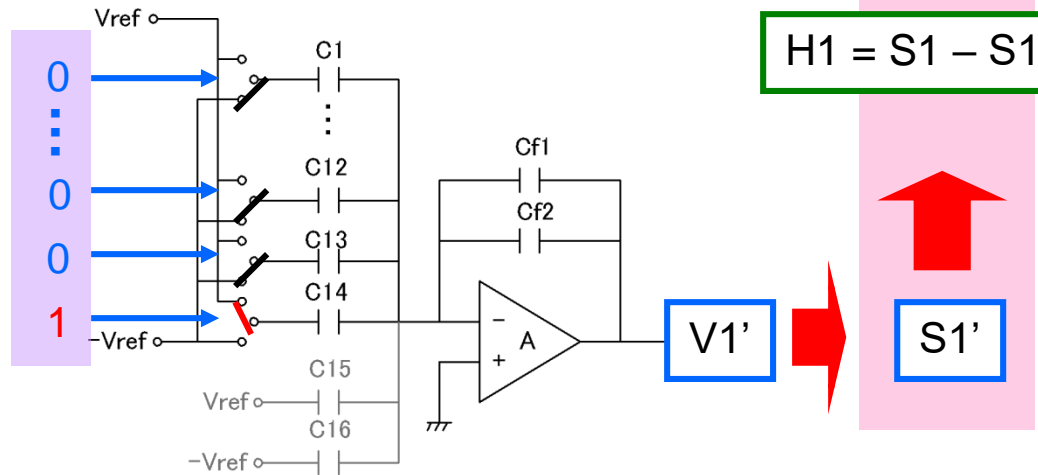 Vref
C1
H1 = S1 – S1
0
⋮
⋮
C12
Cf1
0
Cf2
C13
0
C14
1
-Vref
−
A
+
V1’
S1’
C15
Vref
C16
-Vref